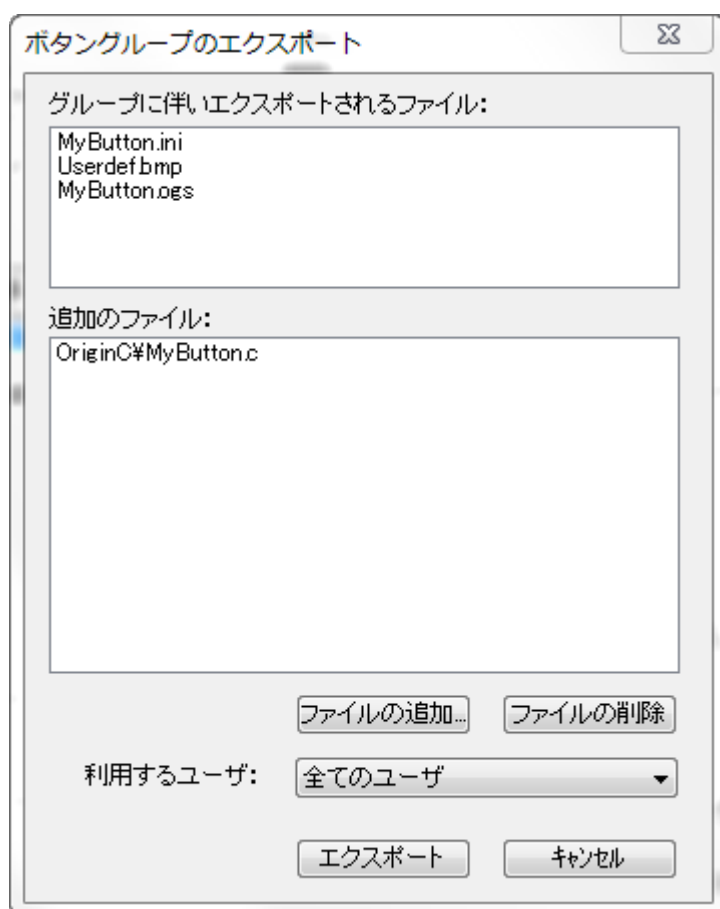 ボタングループのエクスポート
グループに伴いエクスポートされるファイル:
MyButton.ini
Userdef.bmp
MyButton.ogs
追加のファイル:
OriginC¥MyButton.c
ファイルの追加... ファイルの削除
利用するユーザ: 全てのユーザ
エクスポート キャンセル